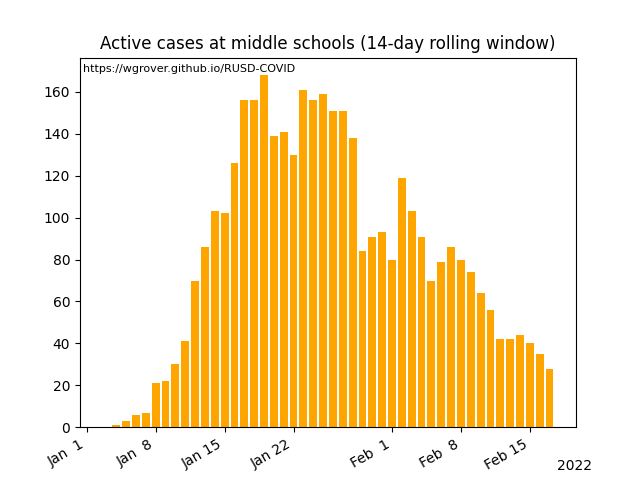 Active cases at middle schools (14-day rolling window)
https://wgrover.github.io/RUSD-COVID
160
140
120
100
80
60
40
20
0
Jan 1
Jan 8
Jan 15
Jan 22
Feb 1
Feb 8
Feb 15
2022